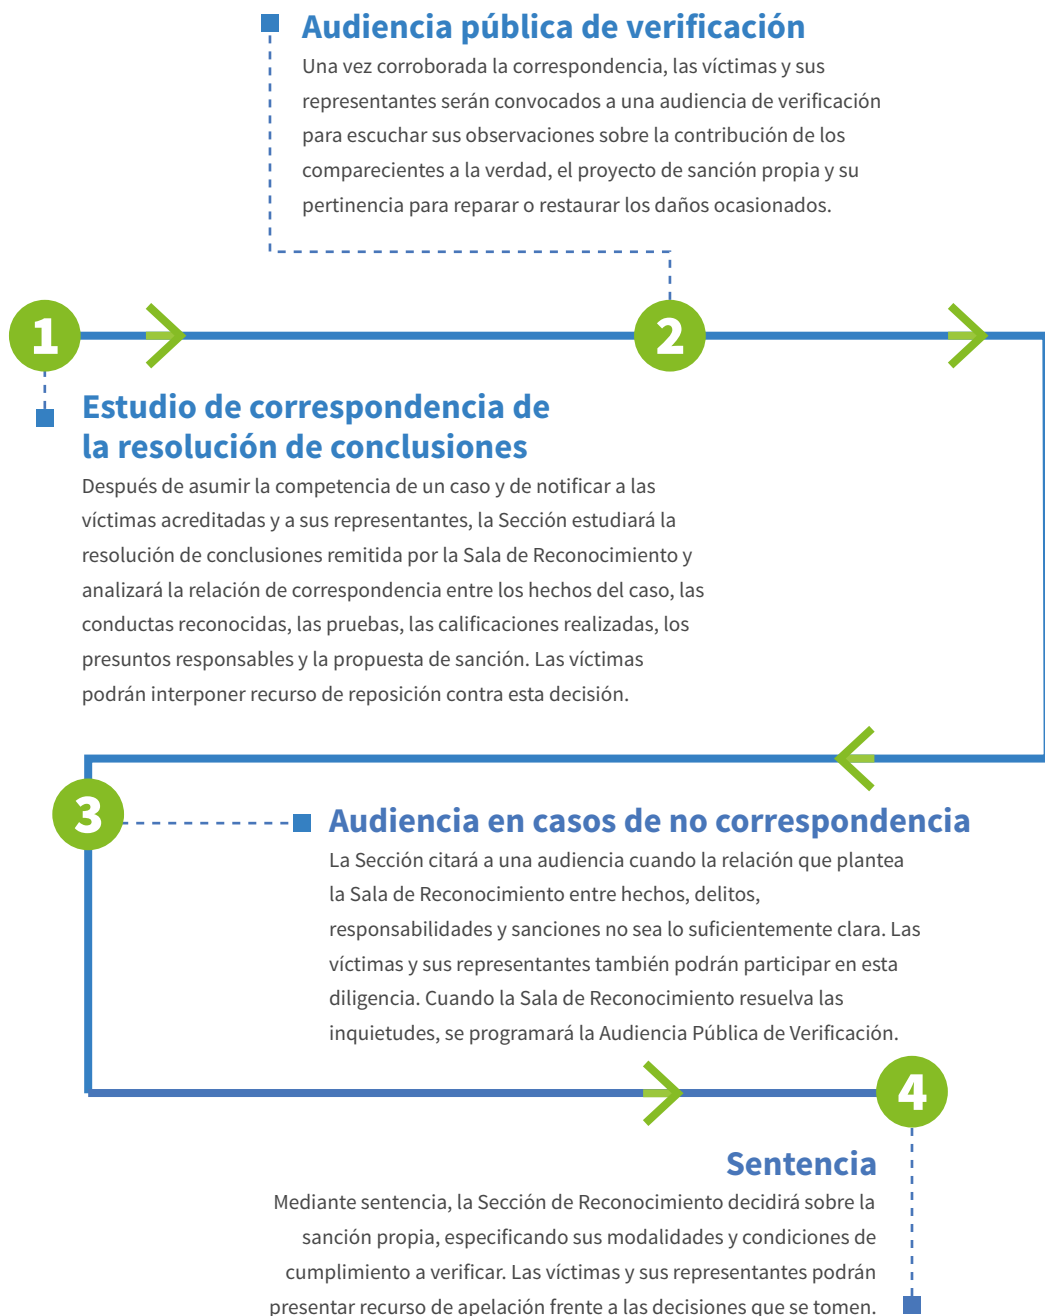 Audiencia pública de verificación
Una vez corroborada la correspondencia, las víctimas y sus
representantes serán convocados a una audiencia de verificación
para escuchar sus observaciones sobre la contribución de los
comparecientes a la verdad, el proyecto de sanción propia y su
pertinencia para reparar o restaurar los daños ocasionados.
1
2
Estudio de correspondencia de
la resolución de conclusiones
Después de asumir la competencia de un caso y de notificar a las
víctimas acreditadas y a sus representantes, la Sección estudiará la
resolución de conclusiones remitida por la Sala de Reconocimiento y
analizará la relación de correspondencia entre los hechos del caso, las
conductas reconocidas, las pruebas, las calificaciones realizadas, los
presuntos responsables y la propuesta de sanción. Las víctimas
podrán interponer recurso de reposición contra esta decisión.
3
Audiencia en casos de no correspondencia
La Sección citará a una audiencia cuando la relación que plantea
la Sala de Reconocimiento entre hechos, delitos,
responsabilidades y sanciones no sea lo suficientemente clara. Las
víctimas y sus representantes también podrán participar en esta
diligencia. Cuando la Sala de Reconocimiento resuelva las
inquietudes, se programará la Audiencia Pública de Verificación.
4
Sentencia
Mediante sentencia, la Sección de Reconocimiento decidirá sobre la
sanción propia, especificando sus modalidades y condiciones de
cumplimiento a verificar. Las víctimas y sus representantes podrán
presentar recurso de apelación frente a las decisiones que se tomen.